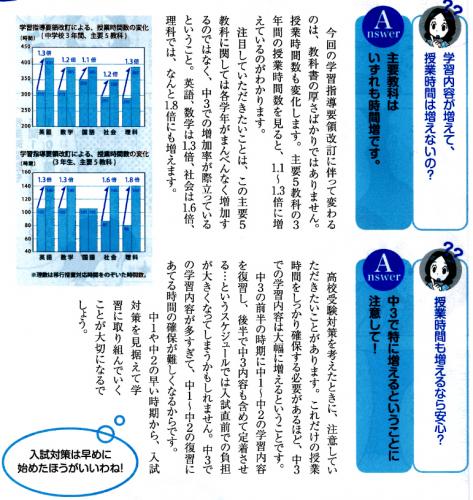 学習内容が増えて、
授業時間は増えないの？
Answer
主要教科は
いずれも時間増です。
今回の学習指導要領改訂に伴って変わる
のは、教科書の厚さばかりではありません。
授業時間数も変化します。主要5教科の3
年間の授業時間数を見ると、1.1〜1.3倍に増
えているのがわかります。
注目していただきたいことは、この主要5
教科に関しては各学年がまんべんなく増加す
るのではなく、中3での増加率が際立っている
ということ。英語、数学は1.3倍、社会は1.6倍、
理科では、なんと1.8倍にも増えます。
学習指導要領改訂による、授業時間数の変化
［中学校3年間、主要5教科］
(時間)
450
400
350
300
250
200
1.3倍
1.2倍
1.1倍
1.2倍
1.3倍
英語
数学
国語
社会
理科
学習指導要領改訂による、授業時間数の変化
［3年生、主要5教科］
(時間)
1.3倍
1.3倍
1.6倍
1.8倍
英語
数学
国語
社会
理科
※理数は移行措置対応時間をのぞいた時間数。
授業時間も増えるなら安心？
Answer
中3で特に増えるということに
注意して！
高校受験対策を考えたときに、注意してい
ただきたいことがあります。これだけの授業
時間をしっかり確保する必要があるほど、中3
での学習内容は大幅に増えるということです。
中3の前半の時期に中1〜中2の学習内容
を復習し、後半で中3内容も含めて定着させ
る…というスケジュールでは入試直前での負担
が大きくなってしまうかもしれません。中3で
の学習内容が多すぎて、中1〜中2の復習に
あてる時間の確保が難しくなるからです。
中1や中2の早い時期から、入試
対策を見据えて学
習に取り組んでいく
ことが大切になるで
しょう。
入試対策は早めに
始めたほうがいいわね！